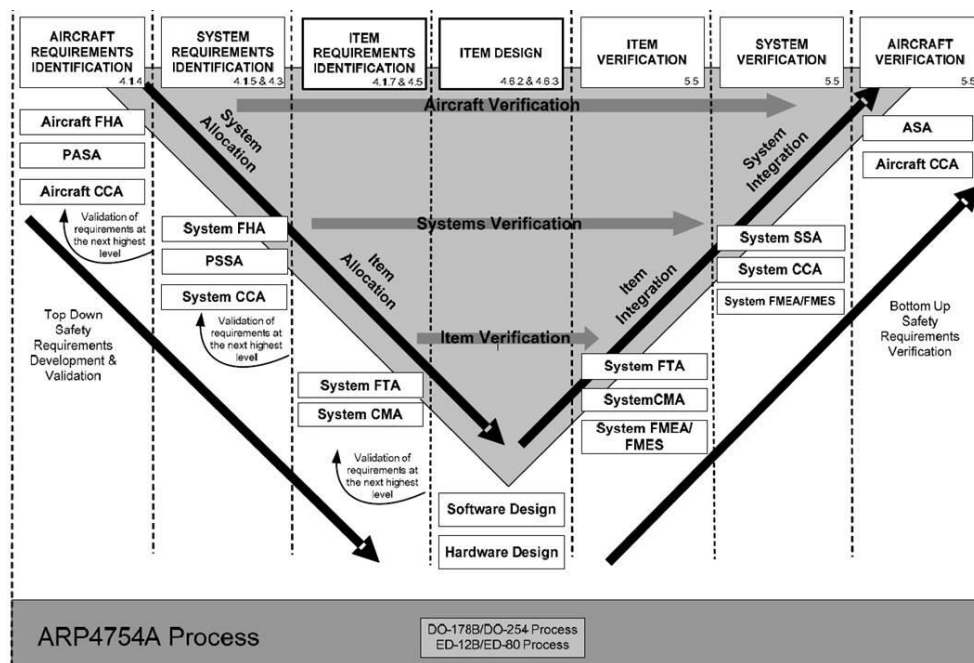 AIRCRAFT
REQUIREMENTS
IDENTIFICATION
4.1.4
SYSTEM
REQUIREMENTS
IDENTIFICATION
4.1.5 & 4.3
ITEM
REQUIREMENTS
IDENTIFICATION
4.1.7 & 4.5
ITEM DESIGN
4.6.2 & 4.6.3
ITEM
VERIFICATION
5.5
SYSTEM
VERIFICATION
5.5
AIRCRAFT
VERIFICATION
5.5
Aircraft FHA
PASA
Aircraft CCA
Validation of
requirements at
the next highest
level
System FHA
PSSA
System CCA
Validation of
requirements at
the next highest
level
System FTA
System CMA
Validation of
requirements at
the next highest
level
Top Down
Safety
Requirements
Development &
Validation
System
Allocation
Item
Allocation
Aircraft Verification
Systems Verification
Item Verification
Software Design
Hardware Design
Item
Integration
System
Integration
System FTA
SystemCMA
System FMEA/
FMES
System SSA
System CCA
System FMEA/FMES
ASA
Aircraft CCA
Bottom Up
Safety
Requirements
Verification
ARP4754A Process
DO-178B/DO-254 Process
ED-12B/ED-80 Process